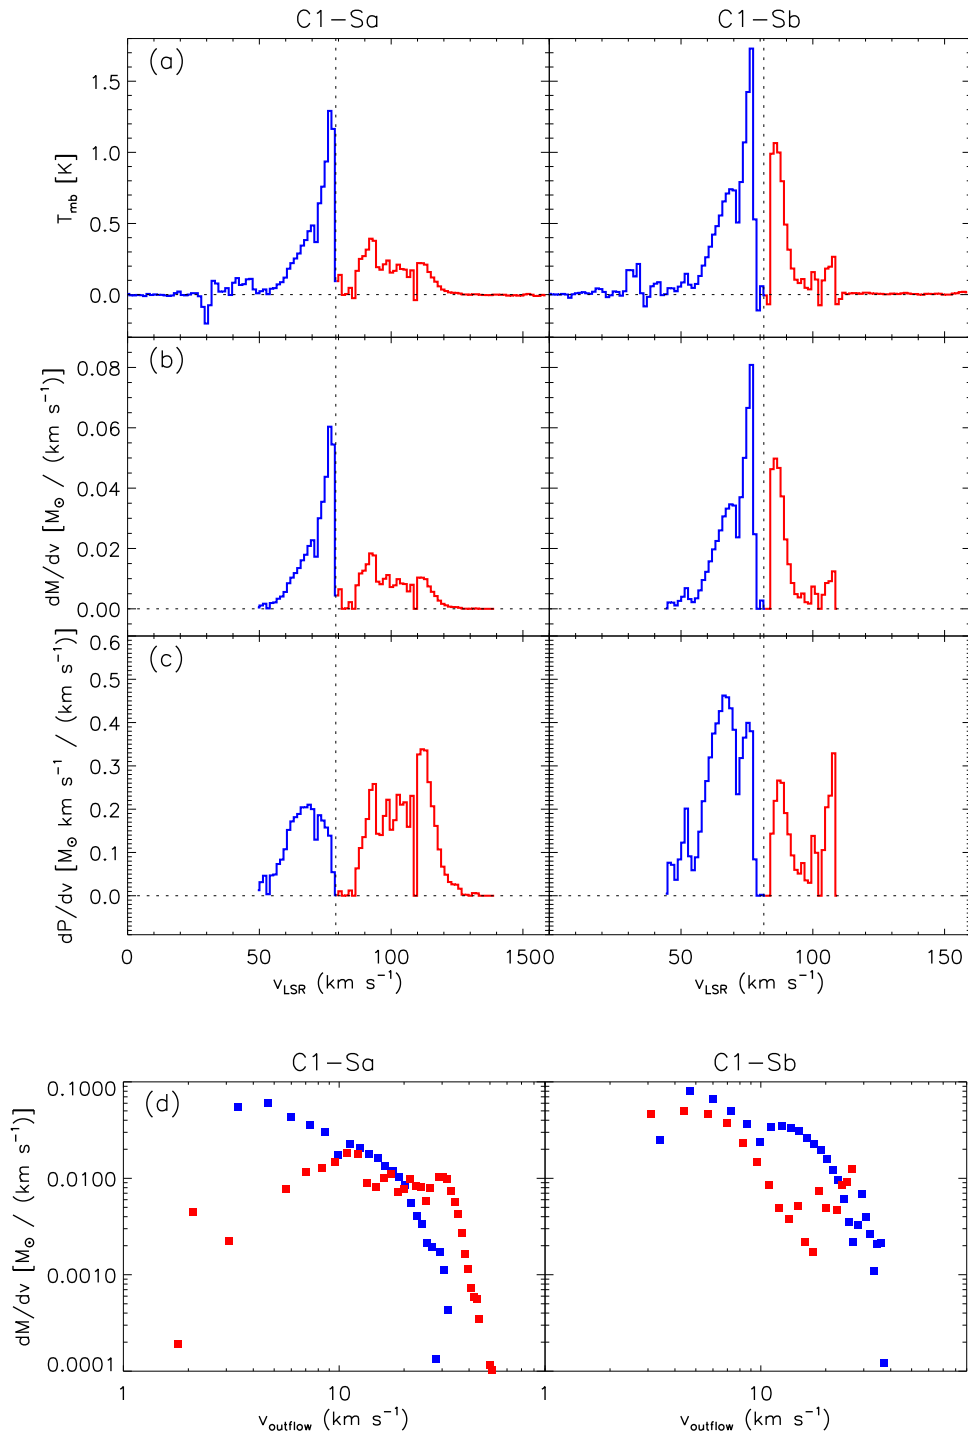 C1-Sa C1-Sb
(a)
1.5
1.0
0.5
0.0
T_mb [K]
(b)
0.08
0.06
0.04
0.02
0.00
dM/dv [M⊙ / (km s⁻¹)]
(c)
0.6
0.5
0.4
0.3
0.2
0.1
0.0
dP/dv [M⊙ km s⁻¹ / (km s⁻¹)]
0 50 100 150 0 50 100 150
v_LSR (km s⁻¹) v_LSR (km s⁻¹)
C1-Sa C1-Sb
(d)
0.1000
0.0100
0.0010
0.0001
dM/dv [M⊙ / (km s⁻¹)]
1 10 1 10
v_outflow (km s⁻¹) v_outflow (km s⁻¹)